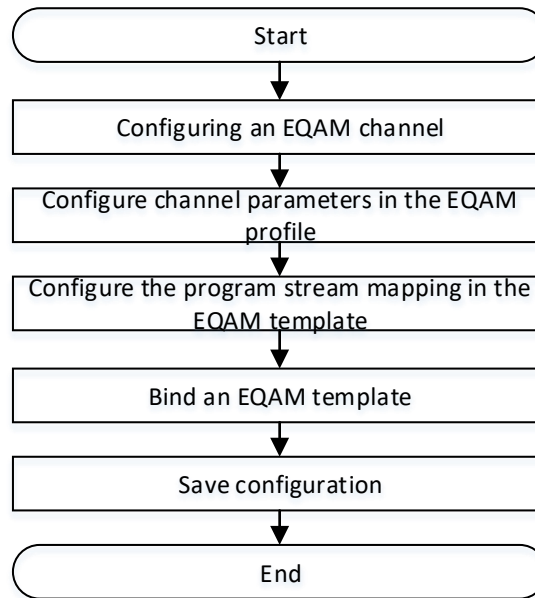 Start
Configuring an EQAM channel
Configure channel parameters in the EQAM
profile
Configure the program stream mapping in the
EQAM template
Bind an EQAM template
Save configuration
End